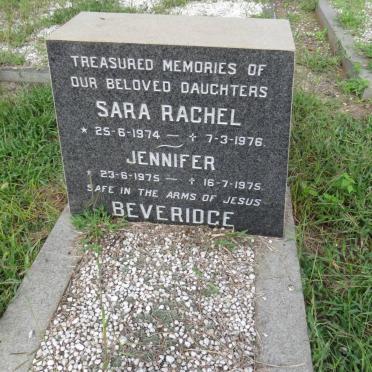 TREASURED MEMORIES OF
OUR BELOVED DAUGHTERS
SARA RACHEL
* 25-6-1974 — ✝ 7-3-1976.
JENNIFER
* 23-6-1975 — ✝ 16-7-1975.
SAFE IN THE ARMS OF JESUS
BEVERIDGE